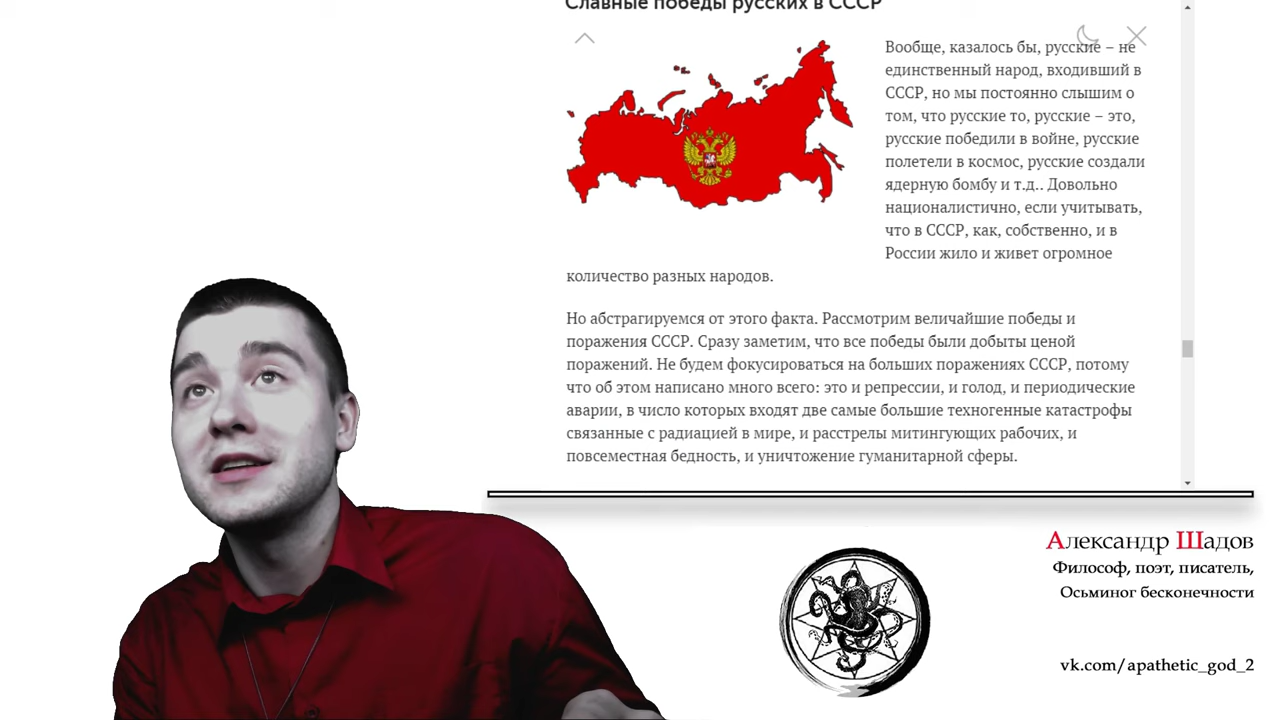 Славные победы русских в СССР
Вообще, казалось бы, русские – не
единственный народ, входивший в
СССР, но мы постоянно слышим о
том, что русские то, русские – это,
русские победили в войне, русские
полетели в космос, русские создали
ядерную бомбу и т.д.. Довольно
националистично, если учитывать,
что в СССР, как, собственно, и в
России жило и живет огромное
количество разных народов.
Но абстрагируемся от этого факта. Рассмотрим величайшие победы и
поражения СССР. Сразу заметим, что все победы были добыты ценой
поражений. Не будем фокусироваться на больших поражениях СССР, потому
что об этом написано много всего: это и репрессии, и голод, и периодические
аварии, в число которых входят две самые большие техногенные катастрофы
связанные с радиацией в мире, и расстрелы митингующих рабочих, и
повсеместная бедность, и уничтожение гуманитарной сферы.
Александр Шадов
Философ, поэт, писатель,
Осьминог бесконечности
vk.com/apathetic_god_2